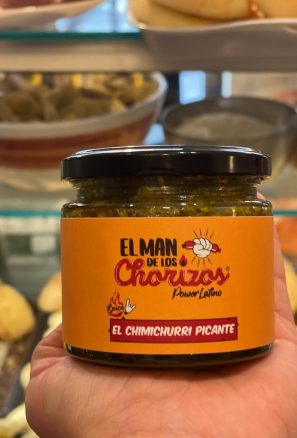 EL MAN
DE LOS
Chorizos
Power Latino
Spicy
EL CHIMICHURRI PICANTE